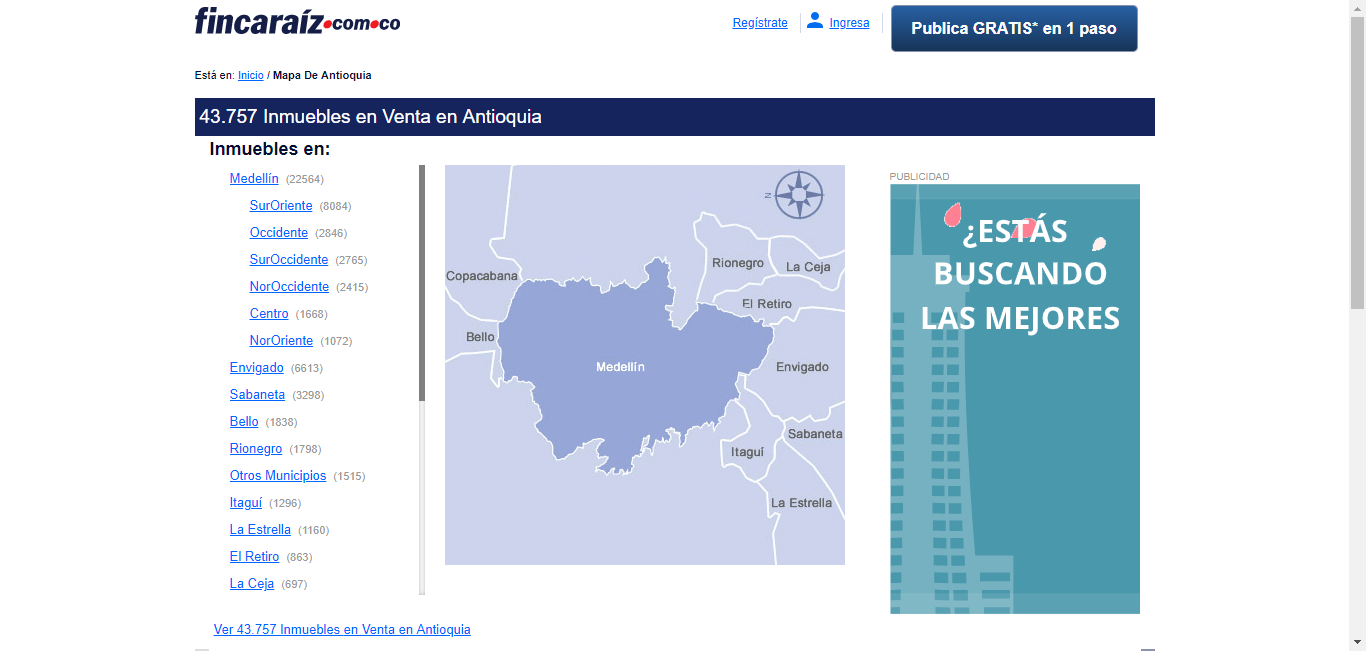 fincaraíz.com.co
Regístrate
Ingresa
Publica GRATIS* en 1 paso
Está en: Inicio / Mapa De Antioquia
43.757 Inmuebles en Venta en Antioquia
Inmuebles en:
Medellín (22564)
SurOriente (8084)
Occidente (2846)
SurOccidente (2765)
NorOccidente (2415)
Centro (1668)
NorOriente (1072)
Envigado (6613)
Sabaneta (3298)
Bello (1838)
Rionegro (1798)
Otros Municipios (1515)
Itaguí (1296)
La Estrella (1160)
El Retiro (863)
La Ceja (697)
Ver 43.757 Inmuebles en Venta en Antioquia
N
Rionegro
La Ceja
Copacabana
El Retiro
Bello
Medellín
Envigado
Sabaneta
Itaguí
La Estrella
PUBLICIDAD
¿ESTÁS
BUSCANDO
LAS MEJORES